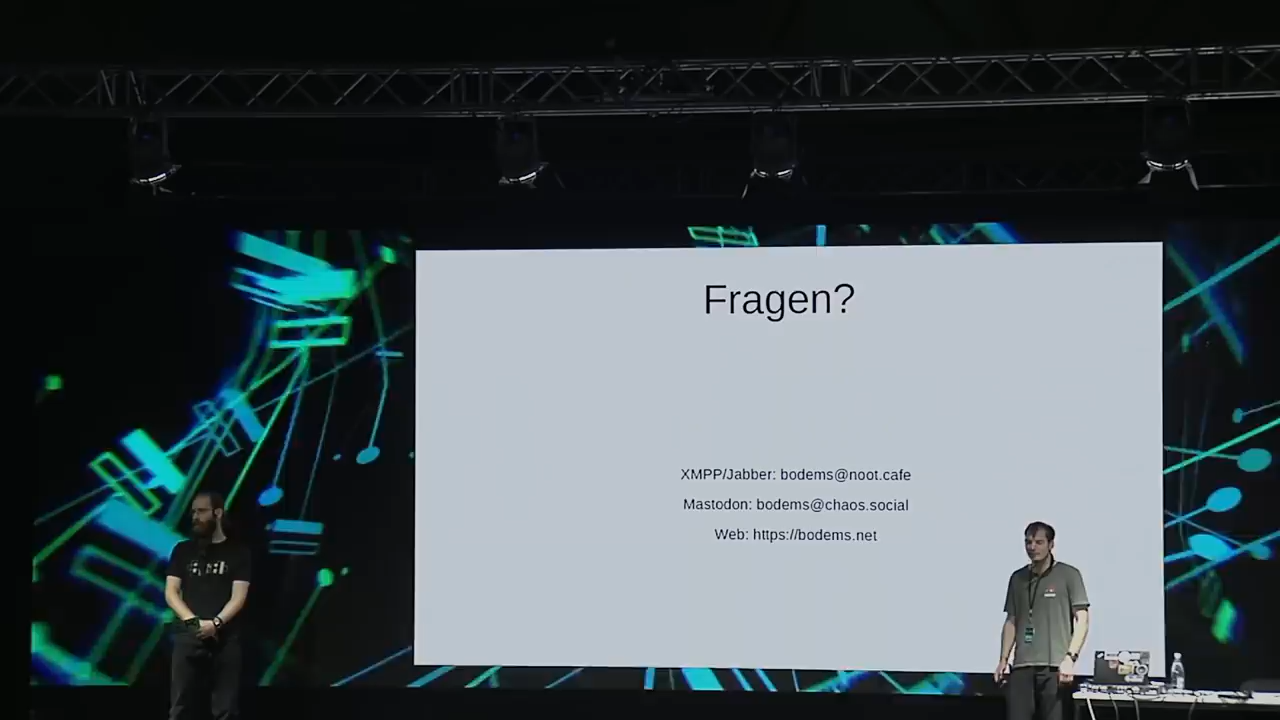 Fragen?
XMPP/Jabber: bodems@noot.cafe
Mastodon: bodems@chaos.social
Web: https://bodems.net